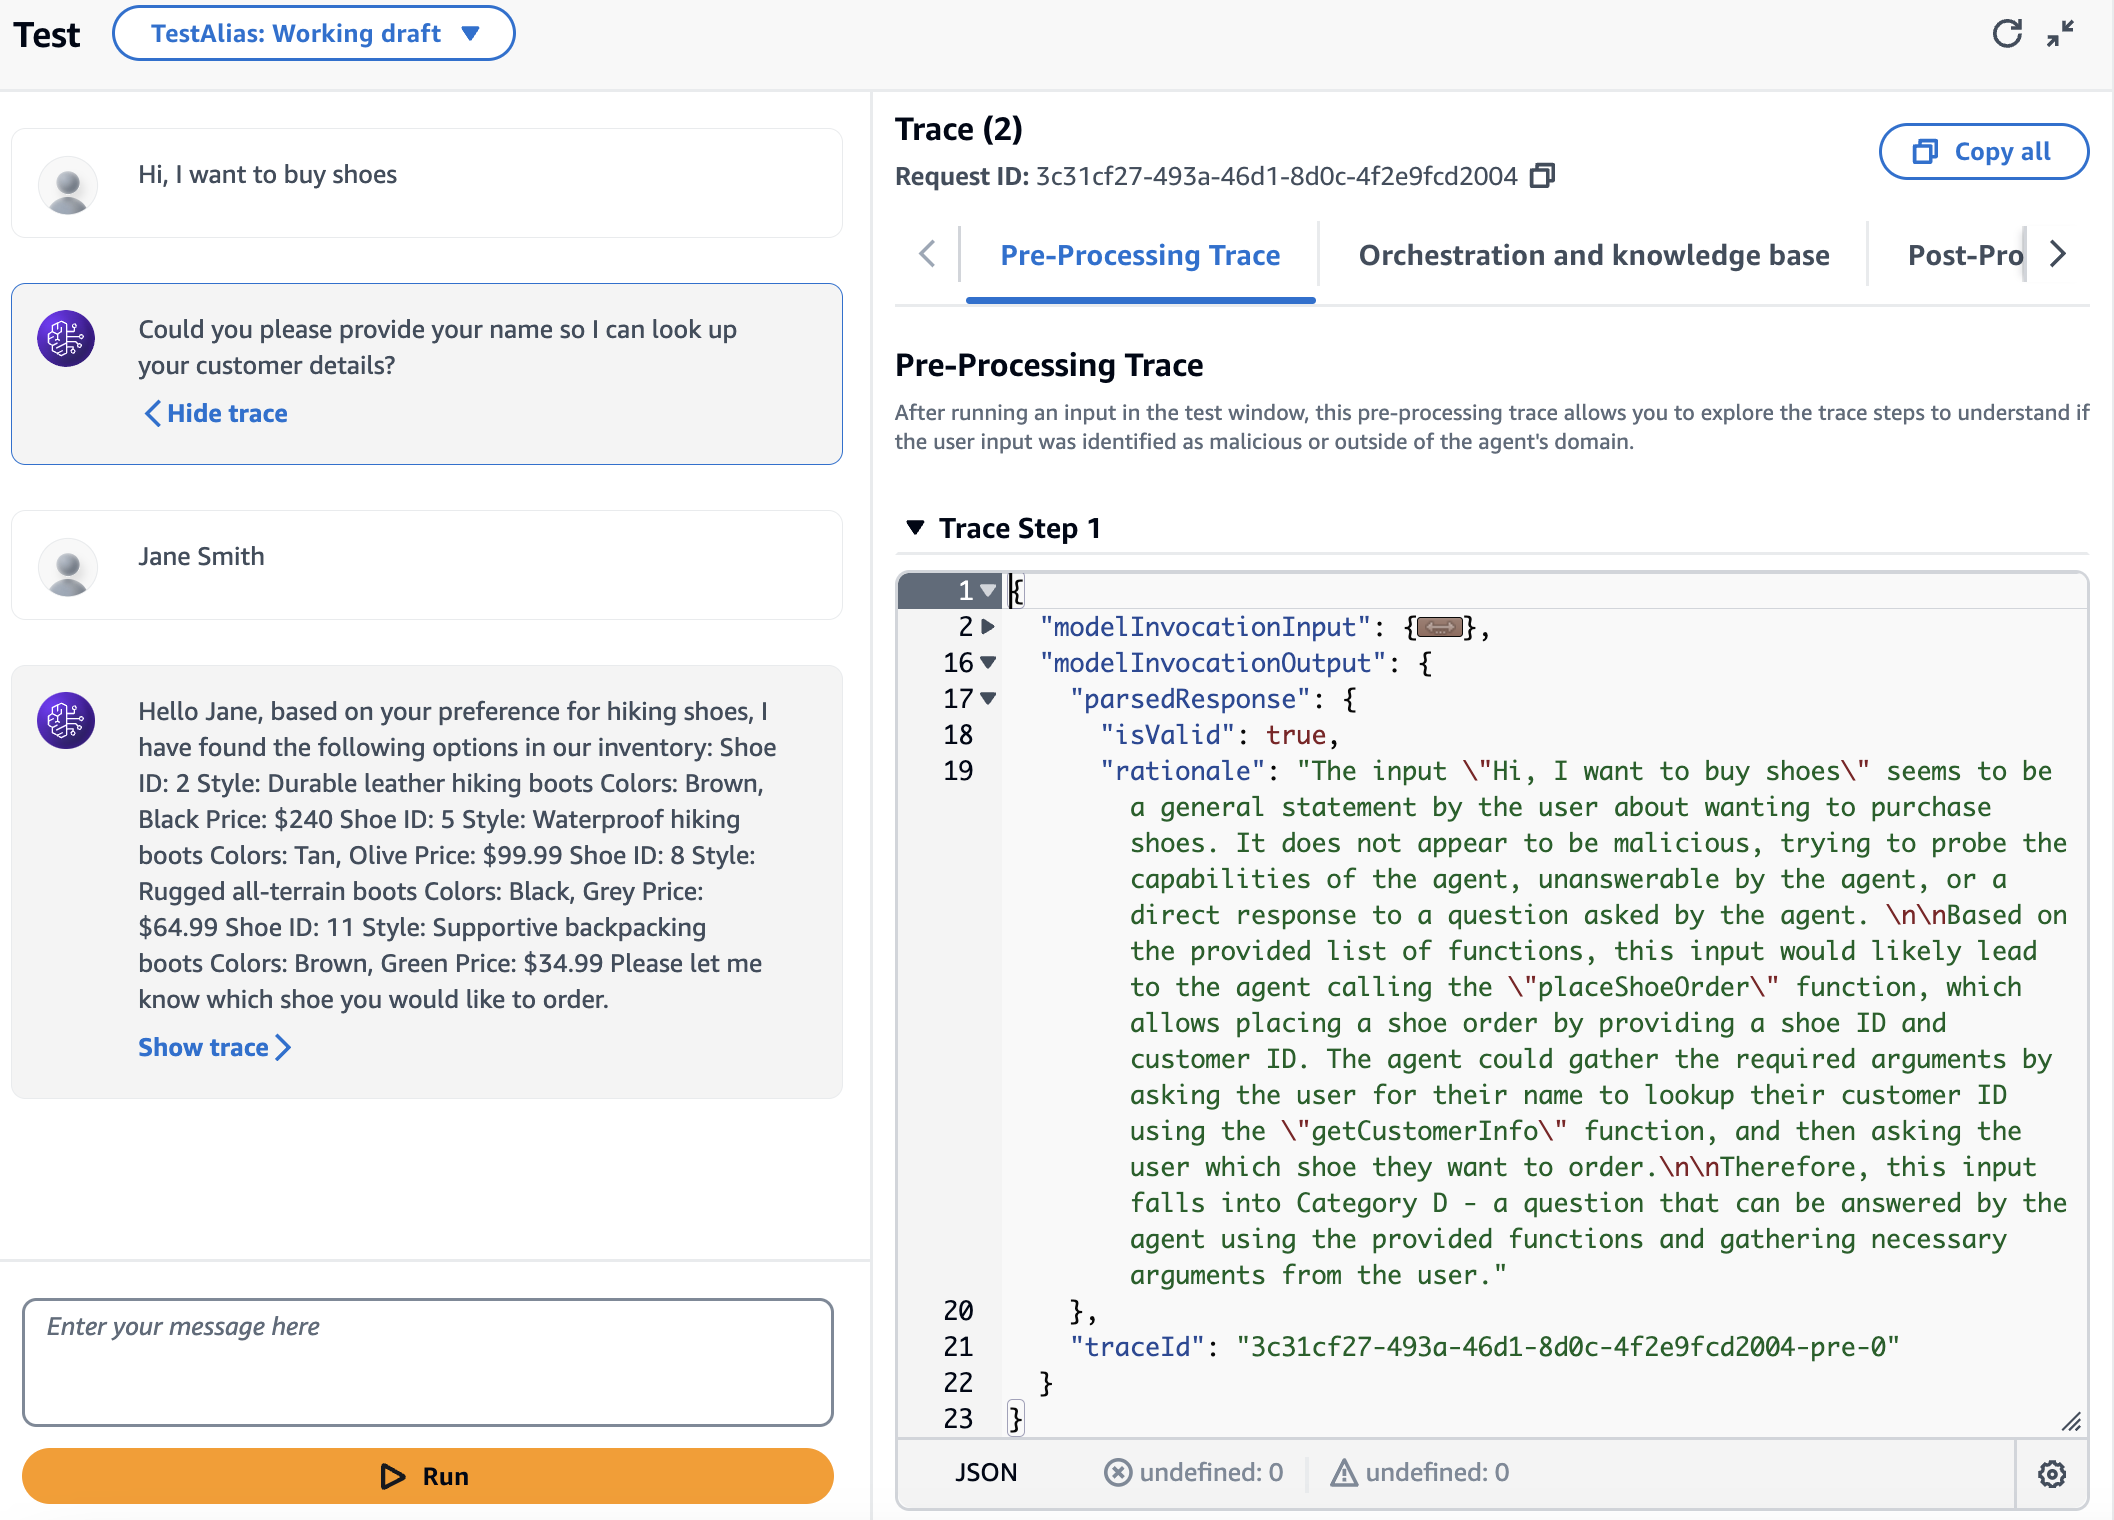 Test
TestAlias: Working draft
Hi, I want to buy shoes
Could you please provide your name so I can look up
your customer details?
Hide trace
Jane Smith
Hello Jane, based on your preference for hiking shoes, I
have found the following options in our inventory: Shoe
ID: 2 Style: Durable leather hiking boots Colors: Brown,
Black Price: $240 Shoe ID: 5 Style: Waterproof hiking
boots Colors: Tan, Olive Price: $99.99 Shoe ID: 8 Style:
Rugged all-terrain boots Colors: Black, Grey Price:
$64.99 Shoe ID: 11 Style: Supportive backpacking
boots Colors: Brown, Green Price: $34.99 Please let me
know which shoe you would like to order.
Show trace
Enter your message here
Run
Trace (2)
Request ID: 3c31cf27-493a-46d1-8d0c-4f2e9fcd2004
Copy all
Pre-Processing Trace
Orchestration and knowledge base
Post-Pro
Pre-Processing Trace
After running an input in the test window, this pre-processing trace allows you to explore the trace steps to understand if
the user input was identified as malicious or outside of the agent's domain.
Trace Step 1
1 {
2 "modelInvocationInput": {...},
16 "modelInvocationOutput": {
17 "parsedResponse": {
18 "isValid": true,
19 "rationale": "The input \"Hi, I want to buy shoes\" seems to be
a general statement by the user about wanting to purchase
shoes. It does not appear to be malicious, trying to probe the
capabilities of the agent, unanswerable by the agent, or a
direct response to a question asked by the agent. \n\nBased on
the provided list of functions, this input would likely lead
to the agent calling the \"placeShoeOrder\" function, which
allows placing a shoe order by providing a shoe ID and
customer ID. The agent could gather the required arguments by
asking the user for their name to lookup their customer ID
using the \"getCustomerInfo\" function, and then asking the
user which shoe they want to order.\n\nTherefore, this input
falls into Category D - a question that can be answered by the
agent using the provided functions and gathering necessary
arguments from the user."
20 },
21 "traceId": "3c31cf27-493a-46d1-8d0c-4f2e9fcd2004-pre-0"
22 }
23 }
JSON
undefined: 0
undefined: 0